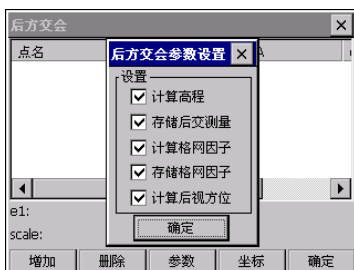 后方交会
点名
后方交会参数设置
A
设置
计算高程
存储后交测量
计算格网因子
存储格网因子
计算后视方位
e1:
确定
scale:
增加 删除 参数 坐标 确定